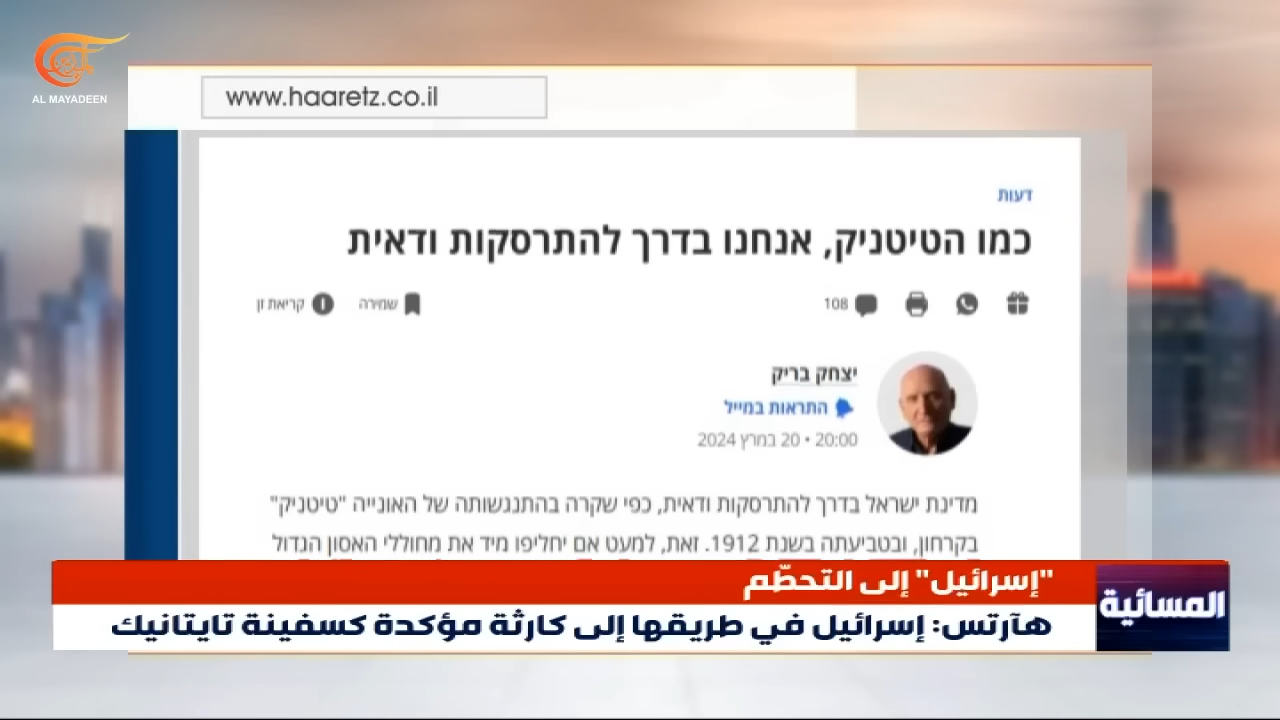 AL MAYADEEN
www.haaretz.co.il
דעות
כמו הטיטניק, אנחנו בדרך להתרסקות ודאית
108
שמירה
קריאת זן
יצחק בריק
התראות במייל
20:00 • 20 במרץ 2024
מדינת ישראל בדרך להתרסקות ודאית, כפי שקרה בהתנגשותה של האונייה "טיטניק"
בקרחון, ובטביעתה בשנת 1912. זאת, למעט אם יחליפו מיד את מחוללי האסון הגדול
"إسرائيل" إلى التحطّم
المسائية
هآرتس: إسرائيل في طريقها إلى كارثة مؤكدة كسفينة تايتانيك